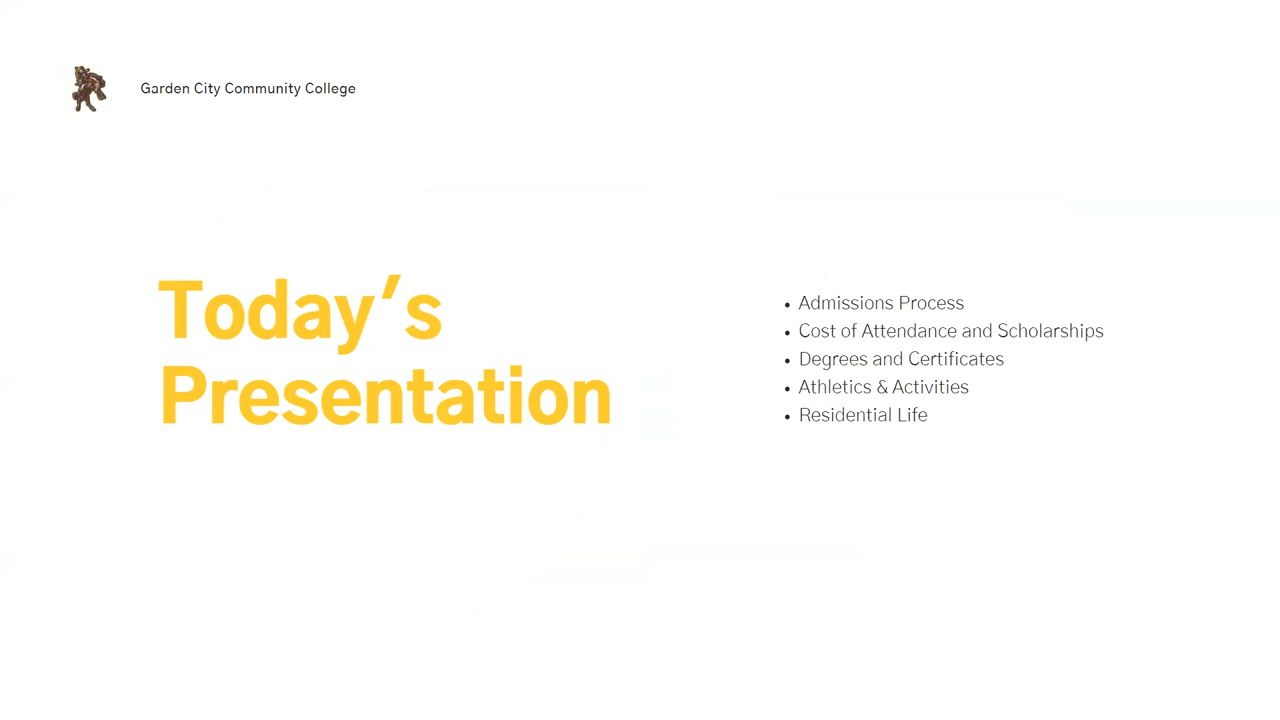 Garden City Community College
Today's
Presentation
• Admissions Process
• Cost of Attendance and Scholarships
• Degrees and Certificates
• Athletics & Activities
• Residential Life